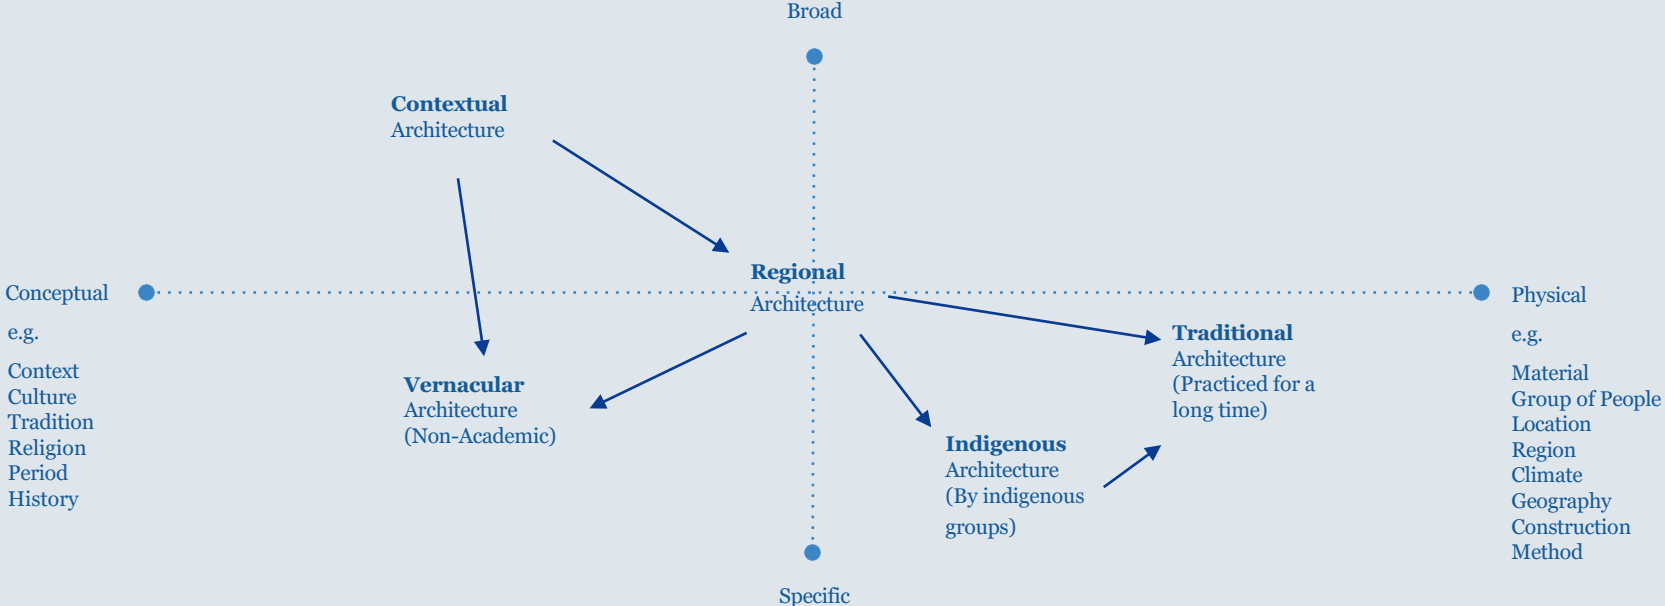 Broad
Contextual
Architecture
Regional
Architecture
Conceptual
e.g.
Context
Culture
Tradition
Religion
Period
History
Vernacular
Architecture
(Non-Academic)
Indigenous
Architecture
(By indigenous
groups)
Traditional
Architecture
(Practiced for a
long time)
Physical
e.g.
Material
Group of People
Location
Region
Climate
Geography
Construction
Method
Specific